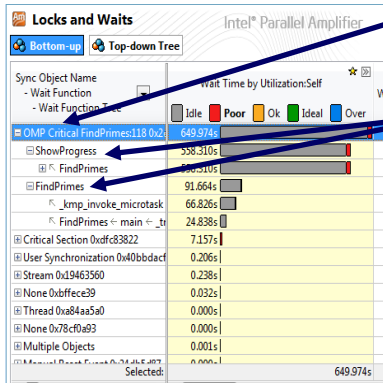 Locks and Waits
Intel® Parallel Amplifier
Bottom-up Top-down Tree
Sync Object Name
- Wait Function
- Wait Function Tree
Wait Time by Utilization:Self
W
Idle Poor Ok Ideal Over
OMP Critical FindPrimes:118 649.974s
ShowProgress 558.310s
FindPrimes 558.310s
FindPrimes 91.664s
_kmp_invoke_microtask 66.826s
FindPrimes ← main ← 24.838s
Critical Section 0xdfc83822 7.157s
User Synchronization 0x40bbdacf 0.206s
Stream 0x19463560 0.238s
None 0xbffece39 0.032s
Thread 0xa84aa5a0 0.000s
None 0x78cf0a93 0.000s
Multiple Objects 0.001s
Selected: 649.974s